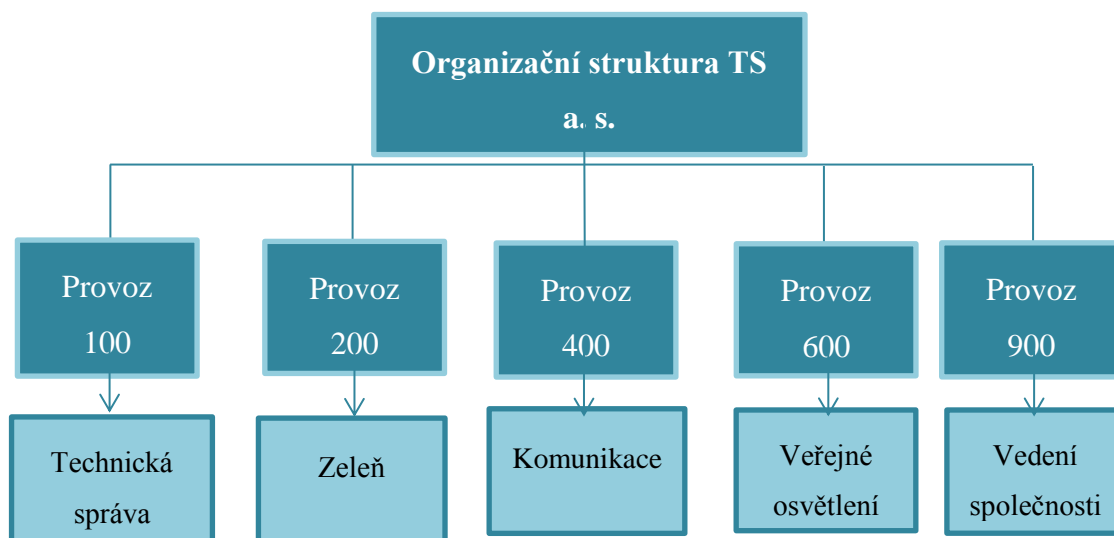 Organizační struktura TS
a. s.
Provoz
100
Provoz
200
Provoz
400
Provoz
600
Provoz
900
Technická
správa
Zeleň
Komunikace
Veřejné
osvětlení
Vedení
společnosti